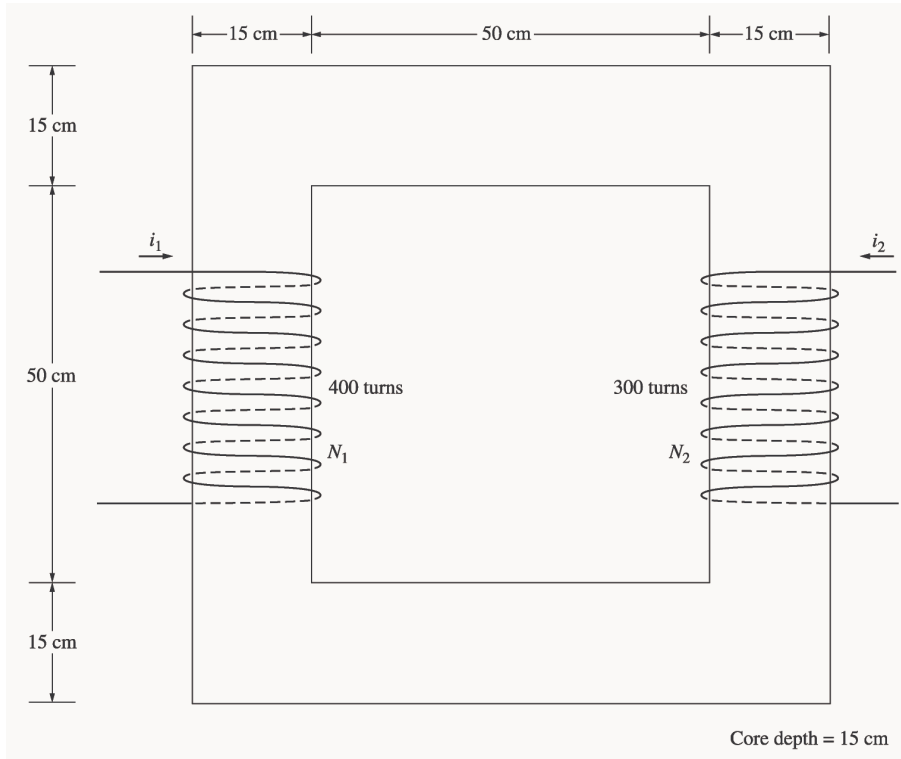 15 cm
50 cm
15 cm
15 cm
i₁
i₂
50 cm
400 turns
300 turns
N₁
N₂
15 cm
Core depth = 15 cm